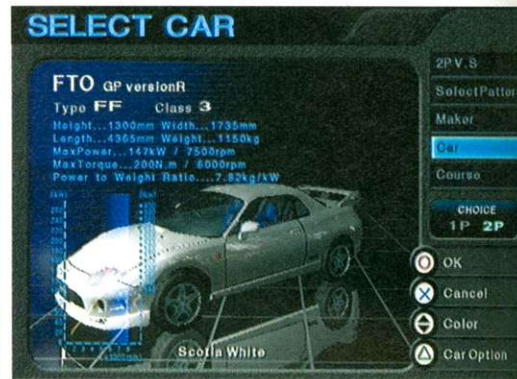 SELECT CAR
FTO GP versionR
Type FF Class 3
Height...1300mm Width...1735mm
Length...4365mm Weight...1150kg
MaxPower...147kW / 7500rpm
MaxTorque...200N.m / 6000rpm
Power to Weight Ratio....7.82kg/kW
Scotia White
2P V.S
SelectPattern
Maker
Car
Course
CHOICE
1P 2P
OK
Cancel
Color
Car Option